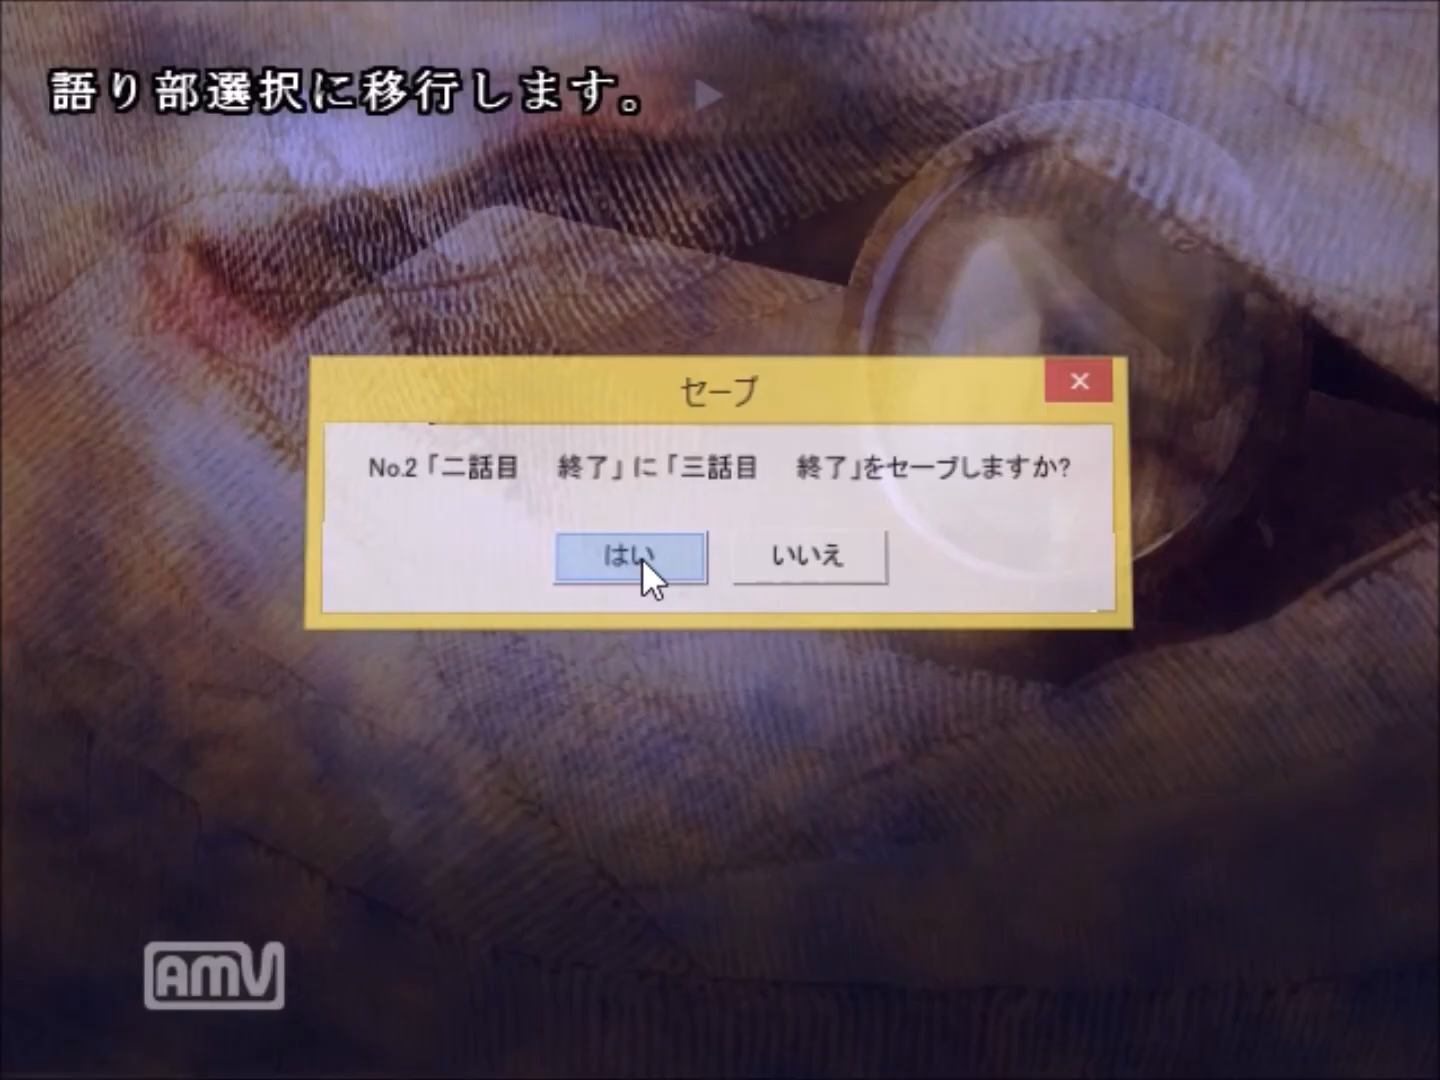 語り部選択に移行します。
セーブ
No.2「二話目　終了」に「三話目　終了」をセーブしますか?
はい
いいえ
AMV